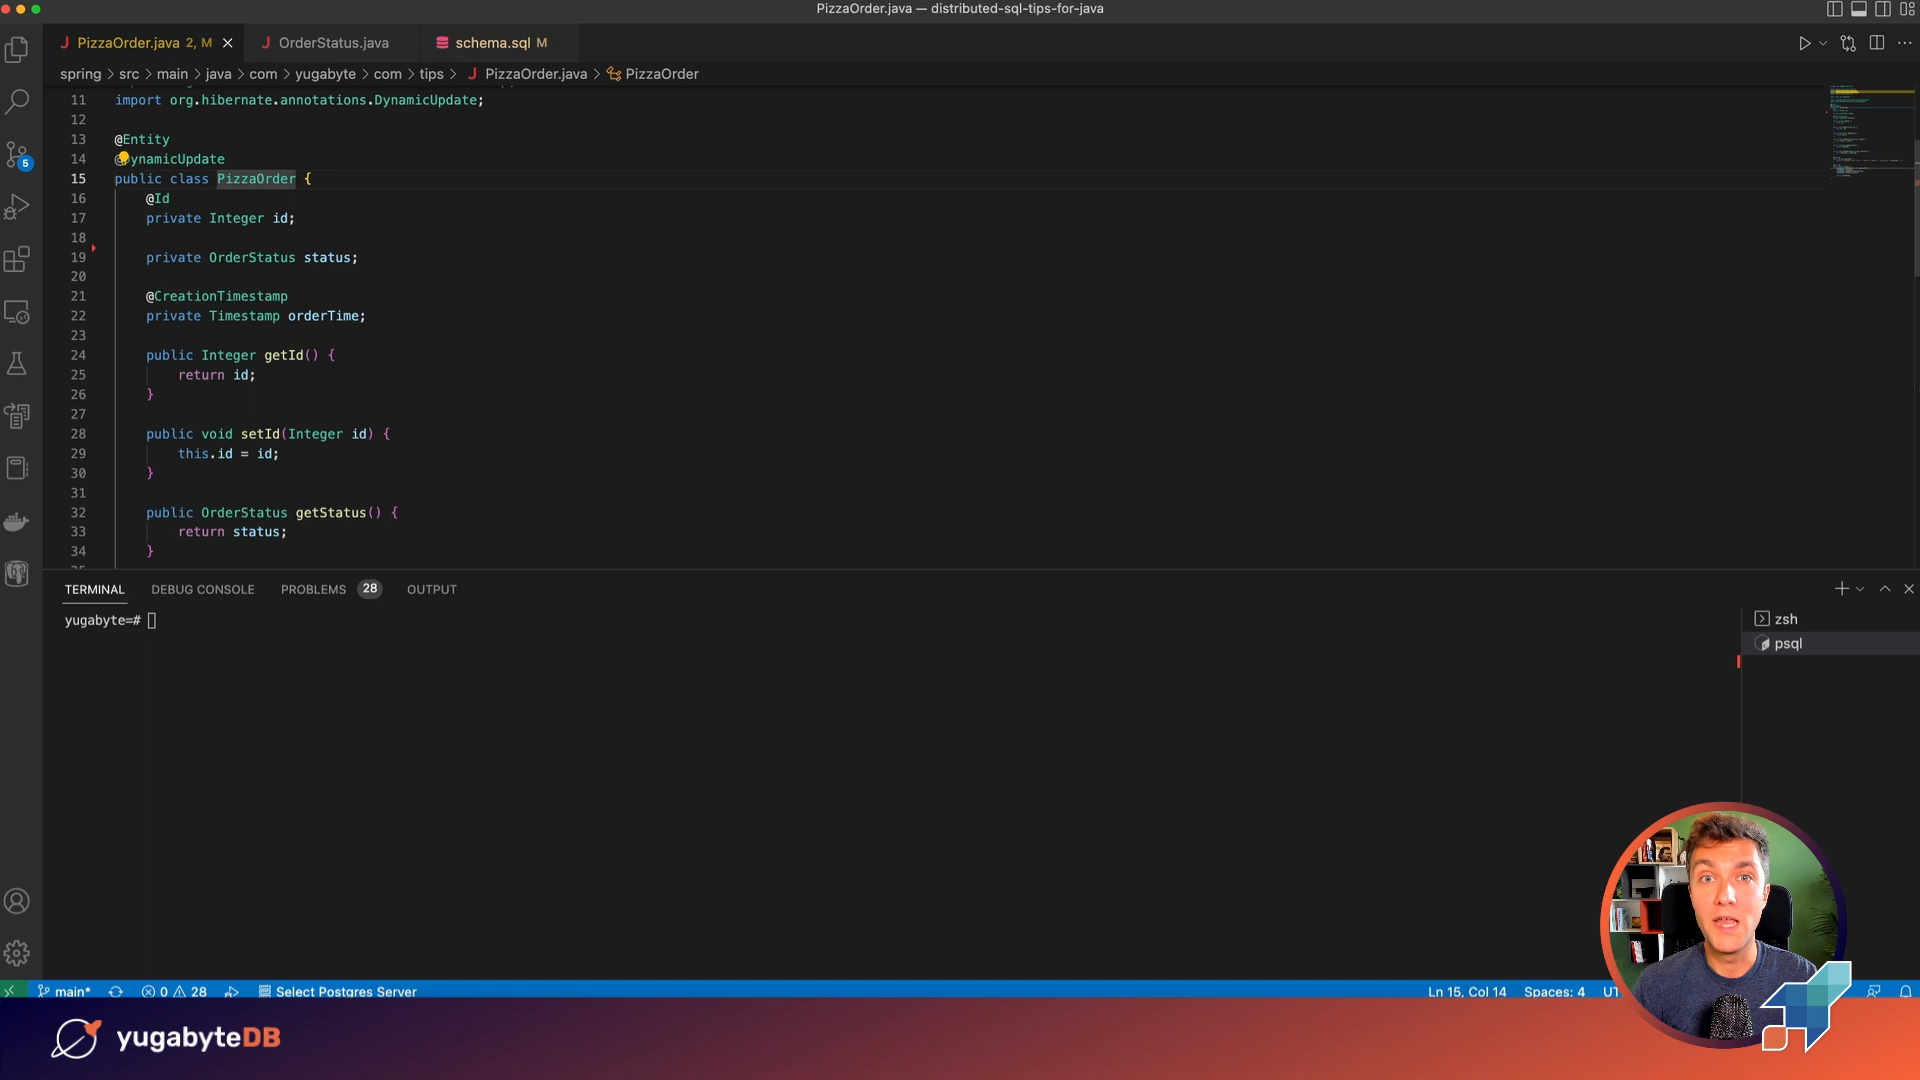 PizzaOrder.java — distributed-sql-tips-for-java
J PizzaOrder.java 2, M
J OrderStatus.java
schema.sql M
spring > src > main > java > com > yugabyte > com > tips > J PizzaOrder.java > PizzaOrder
11 import org.hibernate.annotations.DynamicUpdate;
12
13 @Entity
14 @DynamicUpdate
15 public class PizzaOrder {
16 @Id
17 private Integer id;
18
19 private OrderStatus status;
20
21 @CreationTimestamp
22 private Timestamp orderTime;
23
24 public Integer getId() {
25 return id;
26 }
27
28 public void setId(Integer id) {
29 this.id = id;
30 }
31
32 public OrderStatus getStatus() {
33 return status;
34 }
5
TERMINAL DEBUG CONSOLE PROBLEMS 28 OUTPUT
yugabyte=#
zsh
psql
main* 0 28 Select Postgres Server
Ln 15, Col 14 Spaces: 4 UT
yugabyteDB